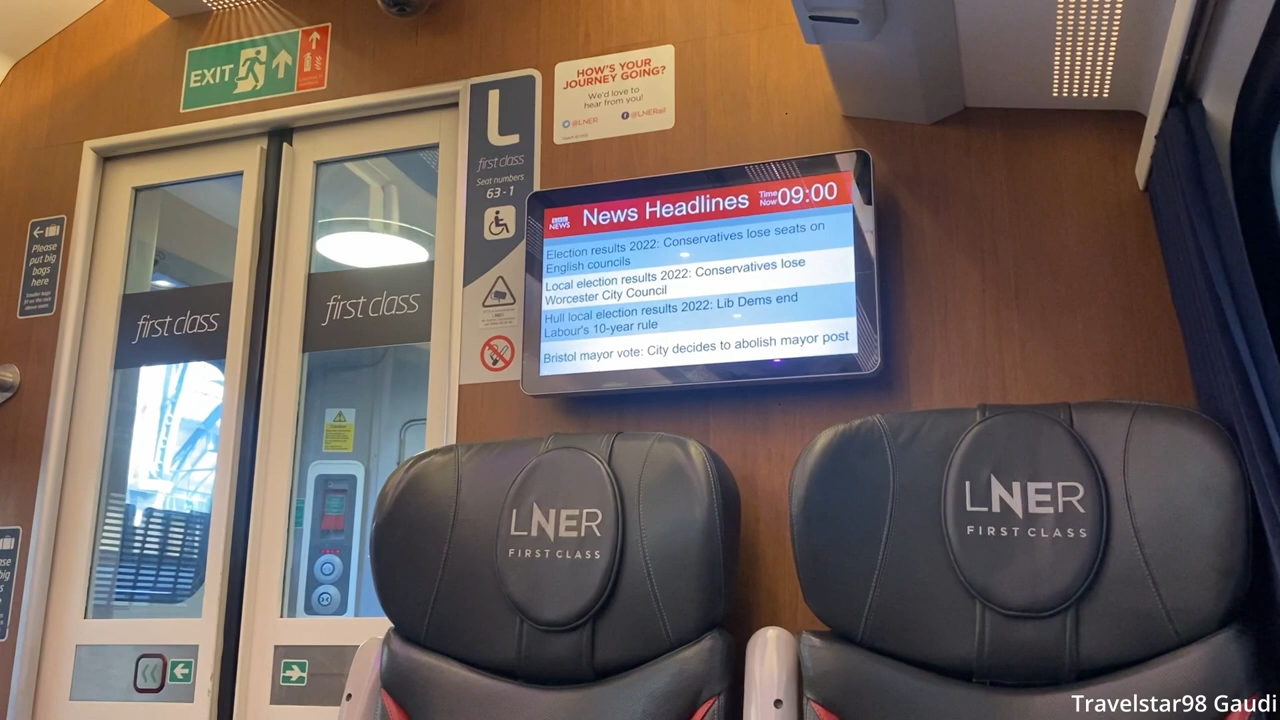 EXIT
HOW'S YOUR
JOURNEY GOING?
We'd love to
hear from you!
@LNER
@LNERail
L
first class
Seat numbers
63 - 1
BBC
NEWS
News Headlines
Time
Now
09:00
Election results 2022: Conservatives lose seats on
English councils
Local election results 2022: Conservatives lose
Worcester City Council
Hull local election results 2022: Lib Dems end
Labour's 10-year rule
Bristol mayor vote: City decides to abolish mayor post
Please
put big
bags
here
first class
first class
LNER
FIRST CLASS
LNER
FIRST CLASS
Travelstar98 Gaudi